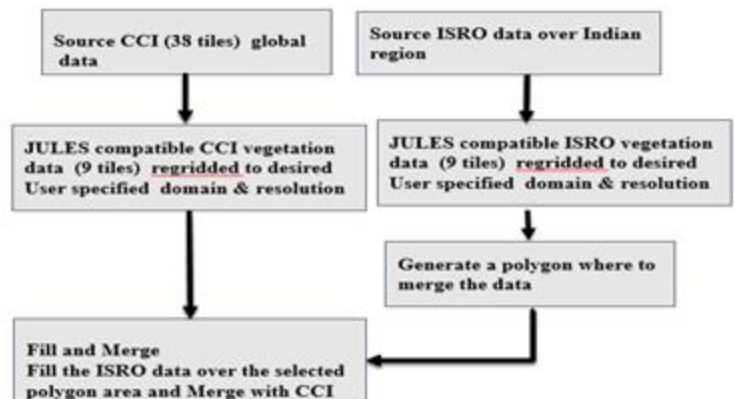 Source CCI (38 tiles) global
data
Source ISRO data over Indian
region
JULES compatible CCI vegetation
data (9 tiles) regridded to desired
User specified domain & resolution
JULES compatible ISRO vegetation
data (9 tiles) regridded to desired
User specified domain & resolution
Generate a polygon where to
merge the data
Fill and Merge
Fill the ISRO data over the selected
polygon area and Merge with CCI